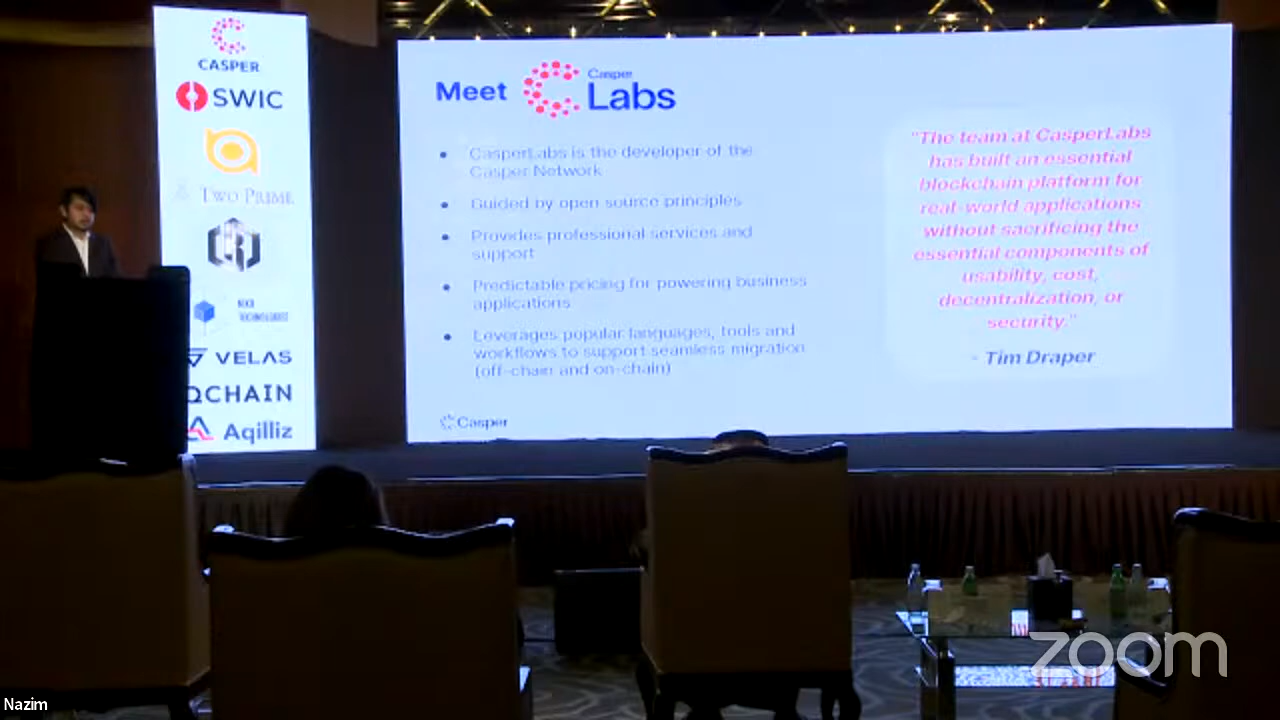 CASPER
SWIC
TWO PRIME
VELAS
QCHAIN
Aqilliz
Meet Casper Labs
CasperLabs is the developer of the
Casper Network
Guided by open source principles
Provides professional services and
support
Predictable pricing for powering business
applications
Leverages popular languages, tools and
workflows to support seamless migration
(off-chain and on-chain)
Casper
"The team at CasperLabs
has built an essential
blockchain platform for
real-world applications
without sacrificing the
essential components of
usability, cost,
decentralization, or
security."
- Tim Draper
zoom
Nazim